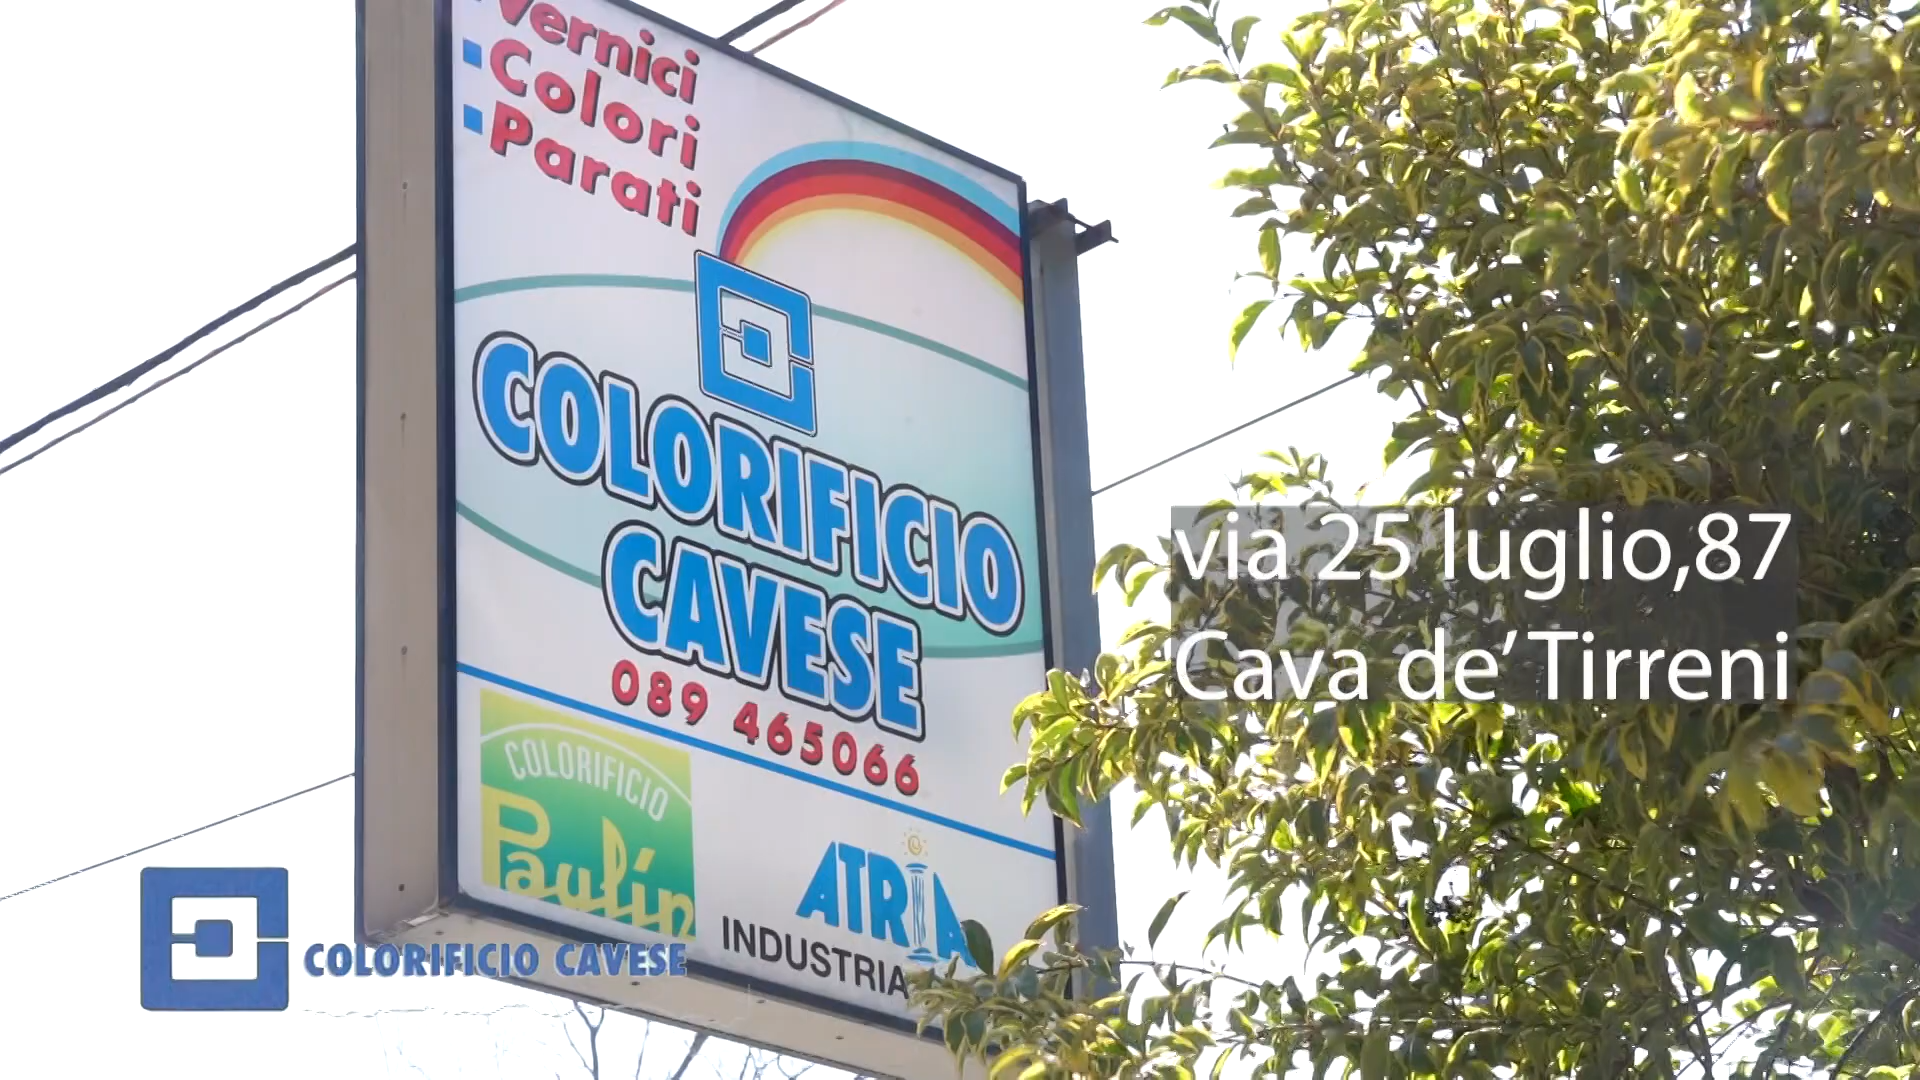 Vernici
Colori
Parati
COLORIFICIO
CAVESE
089 465066
COLORIFICIO
Paulin
ATRIA
INDUSTRIA
via 25 luglio,87
Cava de’ Tirreni
COLORIFICIO CAVESE